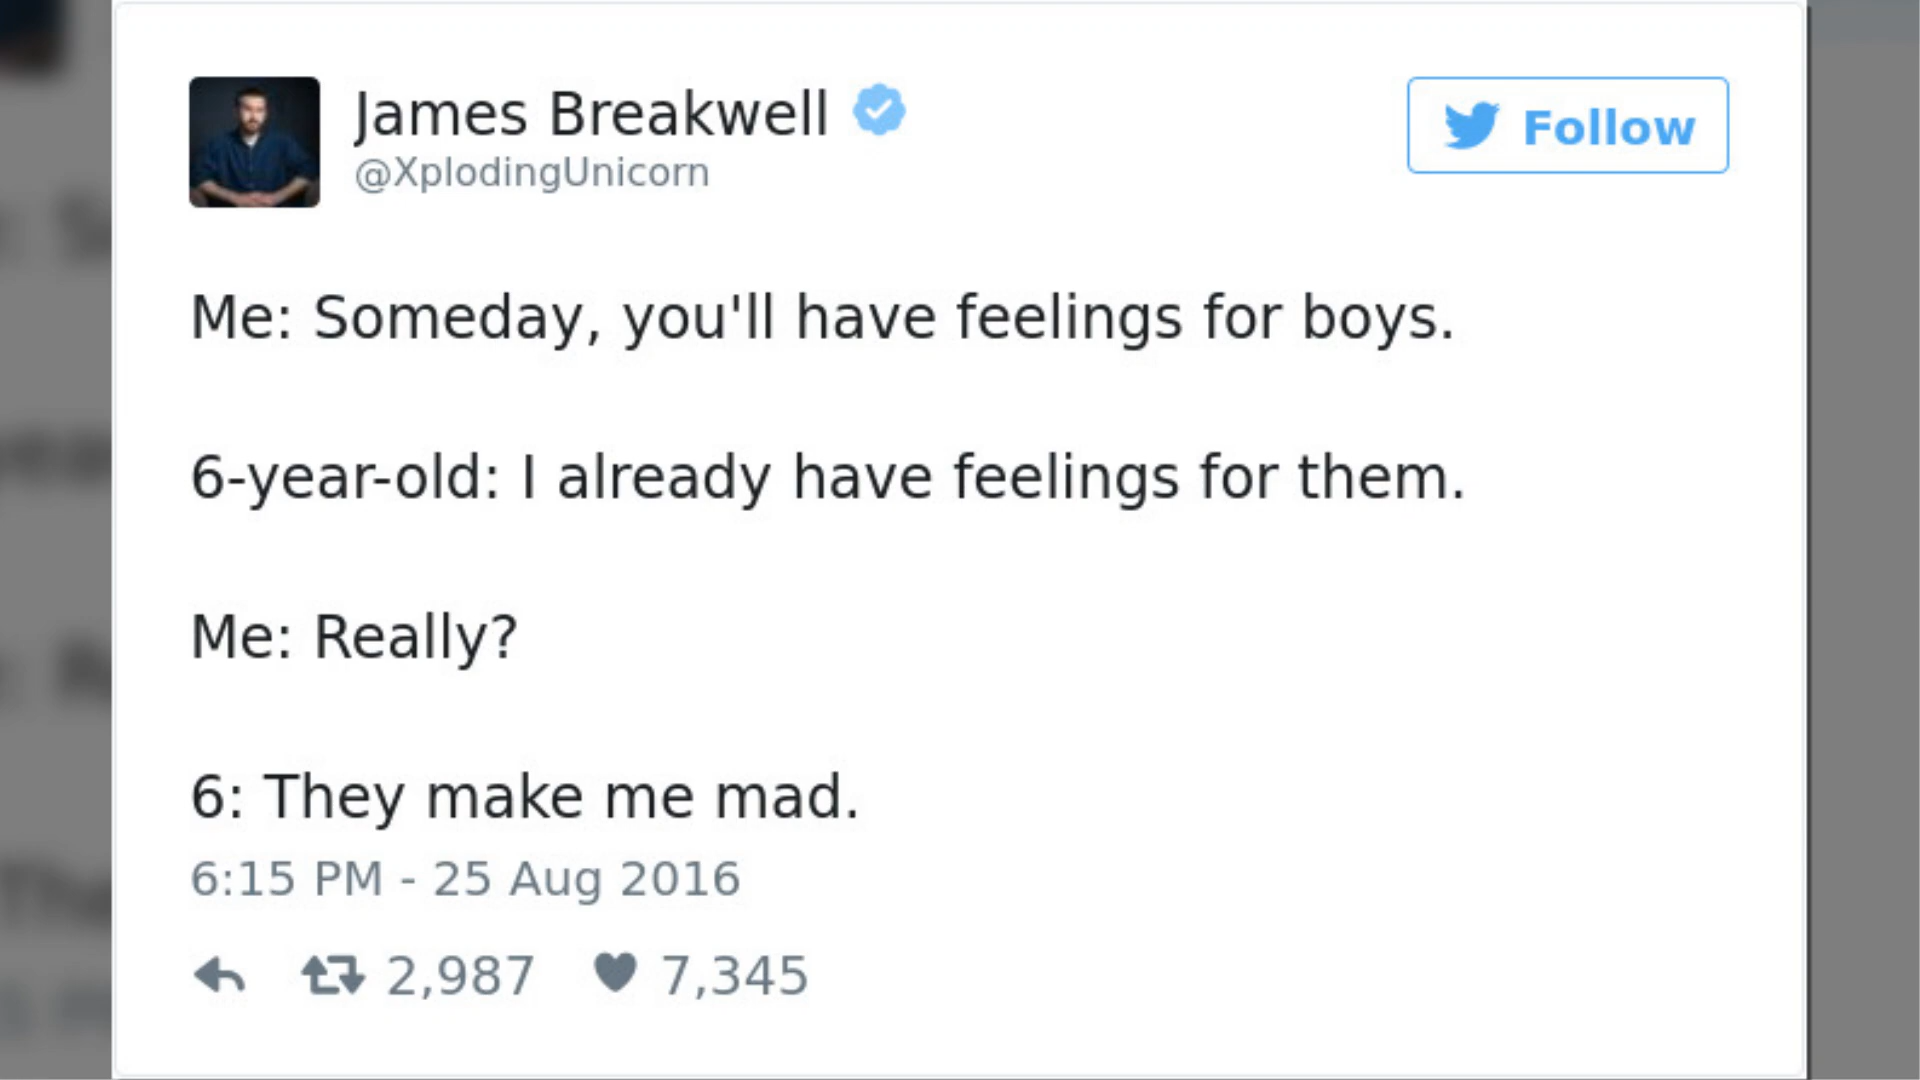 James Breakwell
@XplodingUnicorn
Follow
Me: Someday, you'll have feelings for boys.
6-year-old: I already have feelings for them.
Me: Really?
6: They make me mad.
6:15 PM - 25 Aug 2016
2,987 7,345